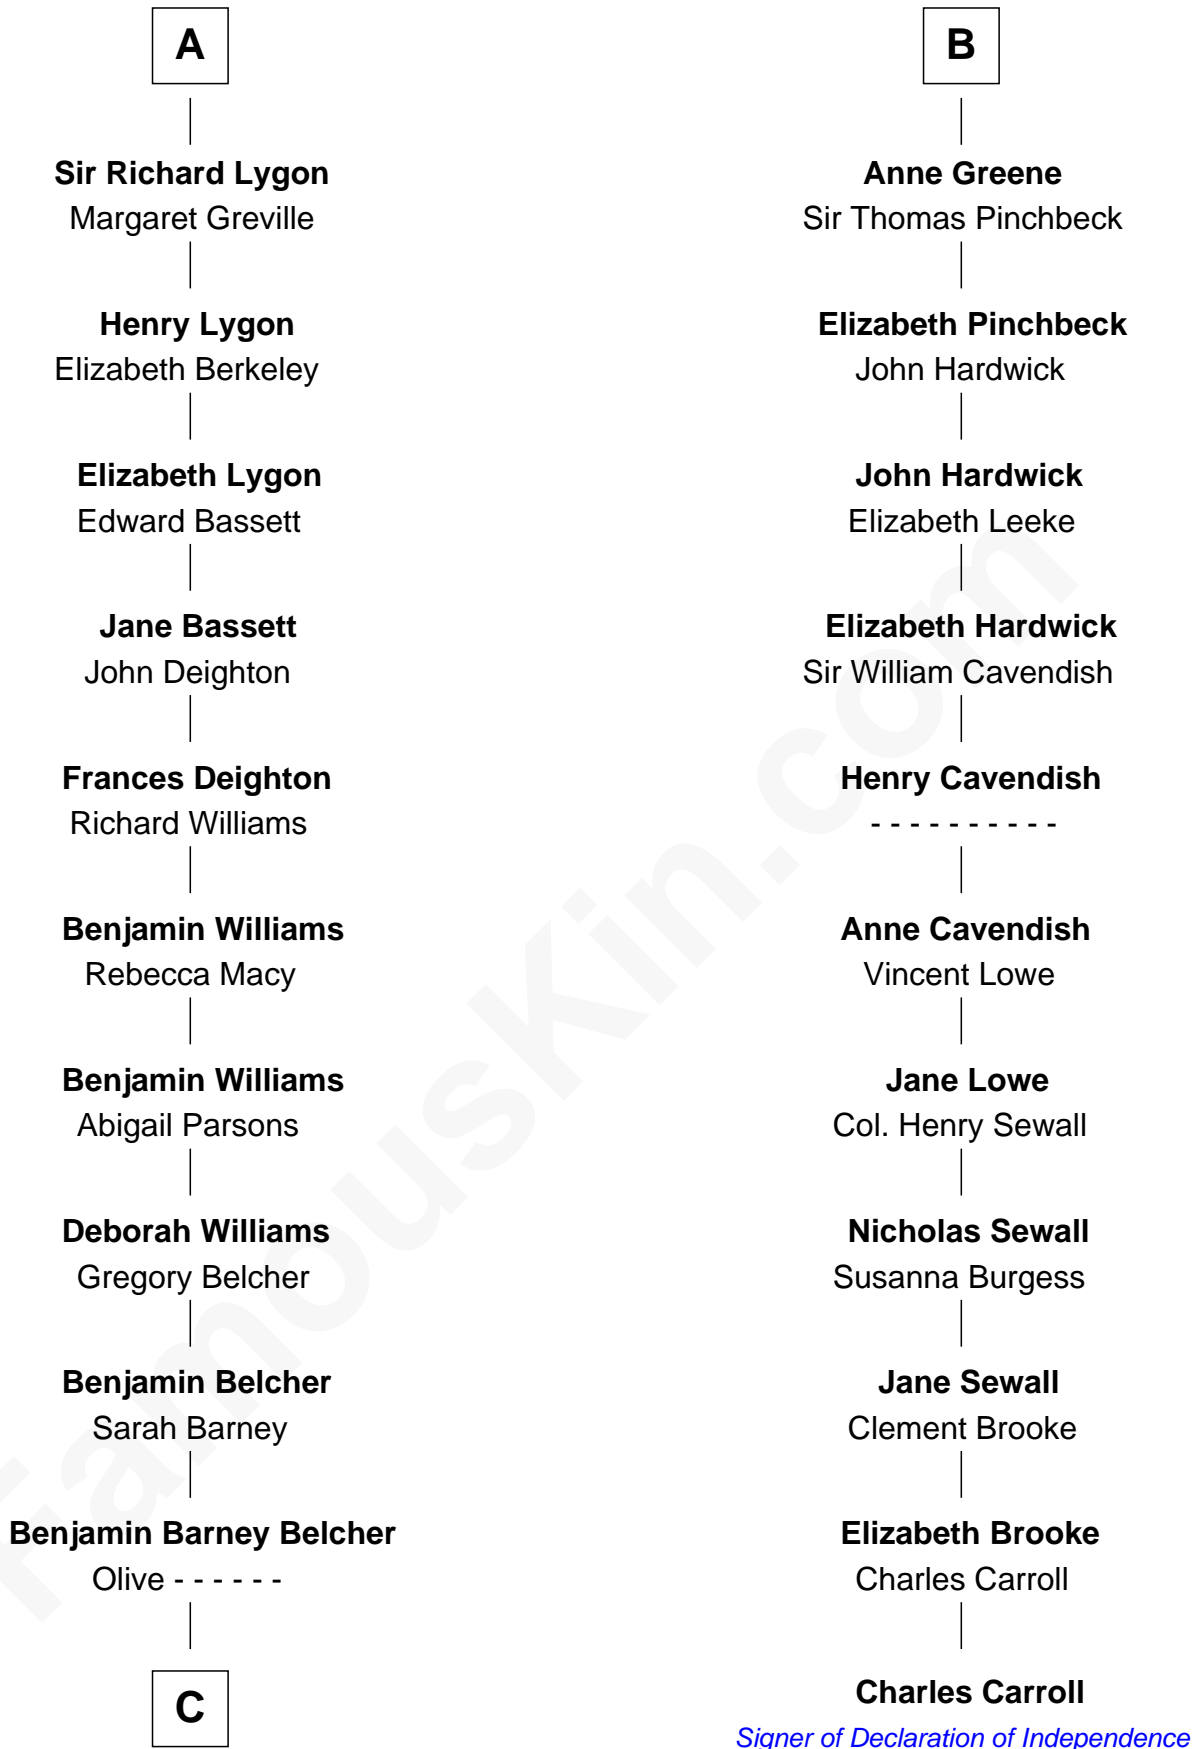 A
Sir Richard Lygon
Margaret Greville
Henry Lygon
Elizabeth Berkeley
Elizabeth Lygon
Edward Bassett
Jane Bassett
John Deighton
Frances Deighton
Richard Williams
Benjamin Williams
Rebecca Macy
Benjamin Williams
Abigail Parsons
Deborah Williams
Gregory Belcher
Benjamin Belcher
Sarah Barney
Benjamin Barney Belcher
Olive - - - - - -
C
B
Anne Greene
Sir Thomas Pinchbeck
Elizabeth Pinchbeck
John Hardwick
John Hardwick
Elizabeth Leeke
Elizabeth Hardwick
Sir William Cavendish
Henry Cavendish
- - - - - - - - - -
Anne Cavendish
Vincent Lowe
Jane Lowe
Col. Henry Sewall
Nicholas Sewall
Susanna Burgess
Jane Sewall
Clement Brooke
Elizabeth Brooke
Charles Carroll
Charles Carroll
Signer of Declaration of Independence
FamousKin.com